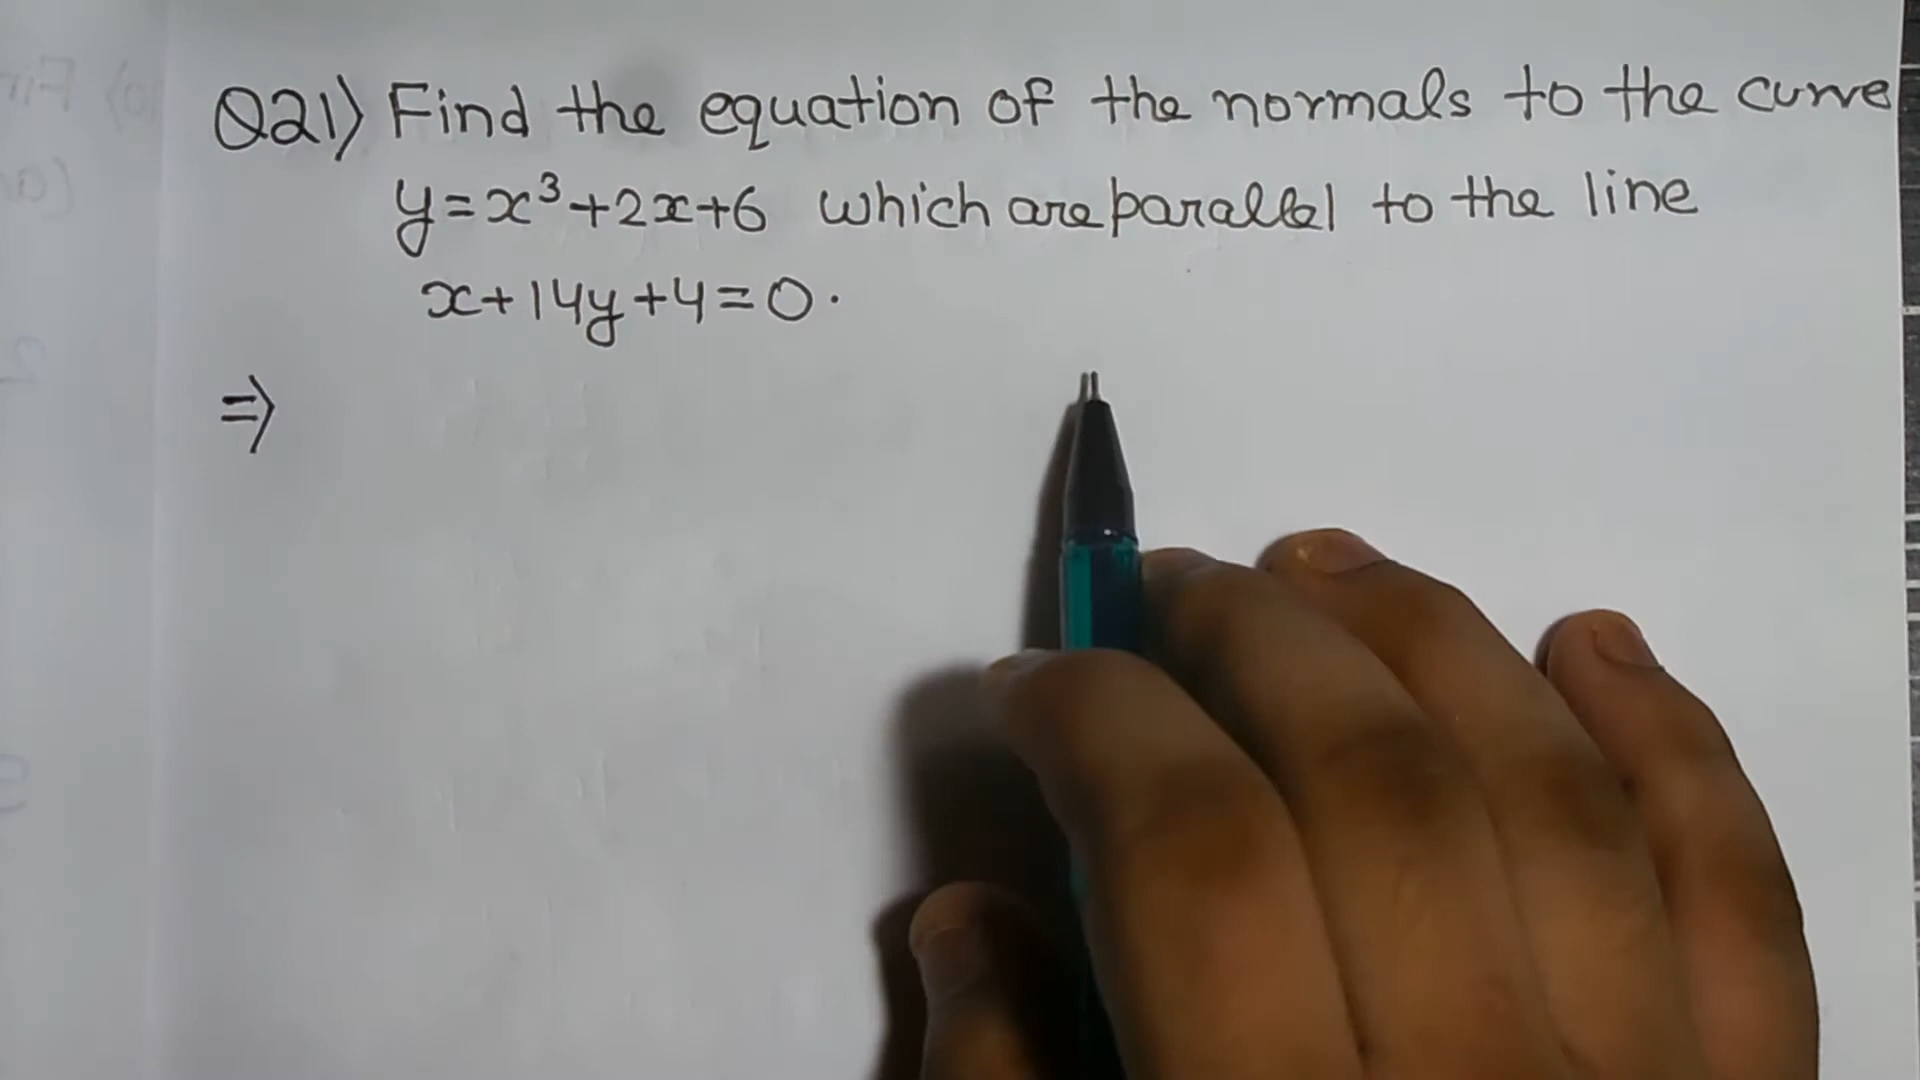 Q21) Find the equation of the normals to the curve
y=x³+2x+6 which are parallel to the line
x+14y+4=0.
⇒